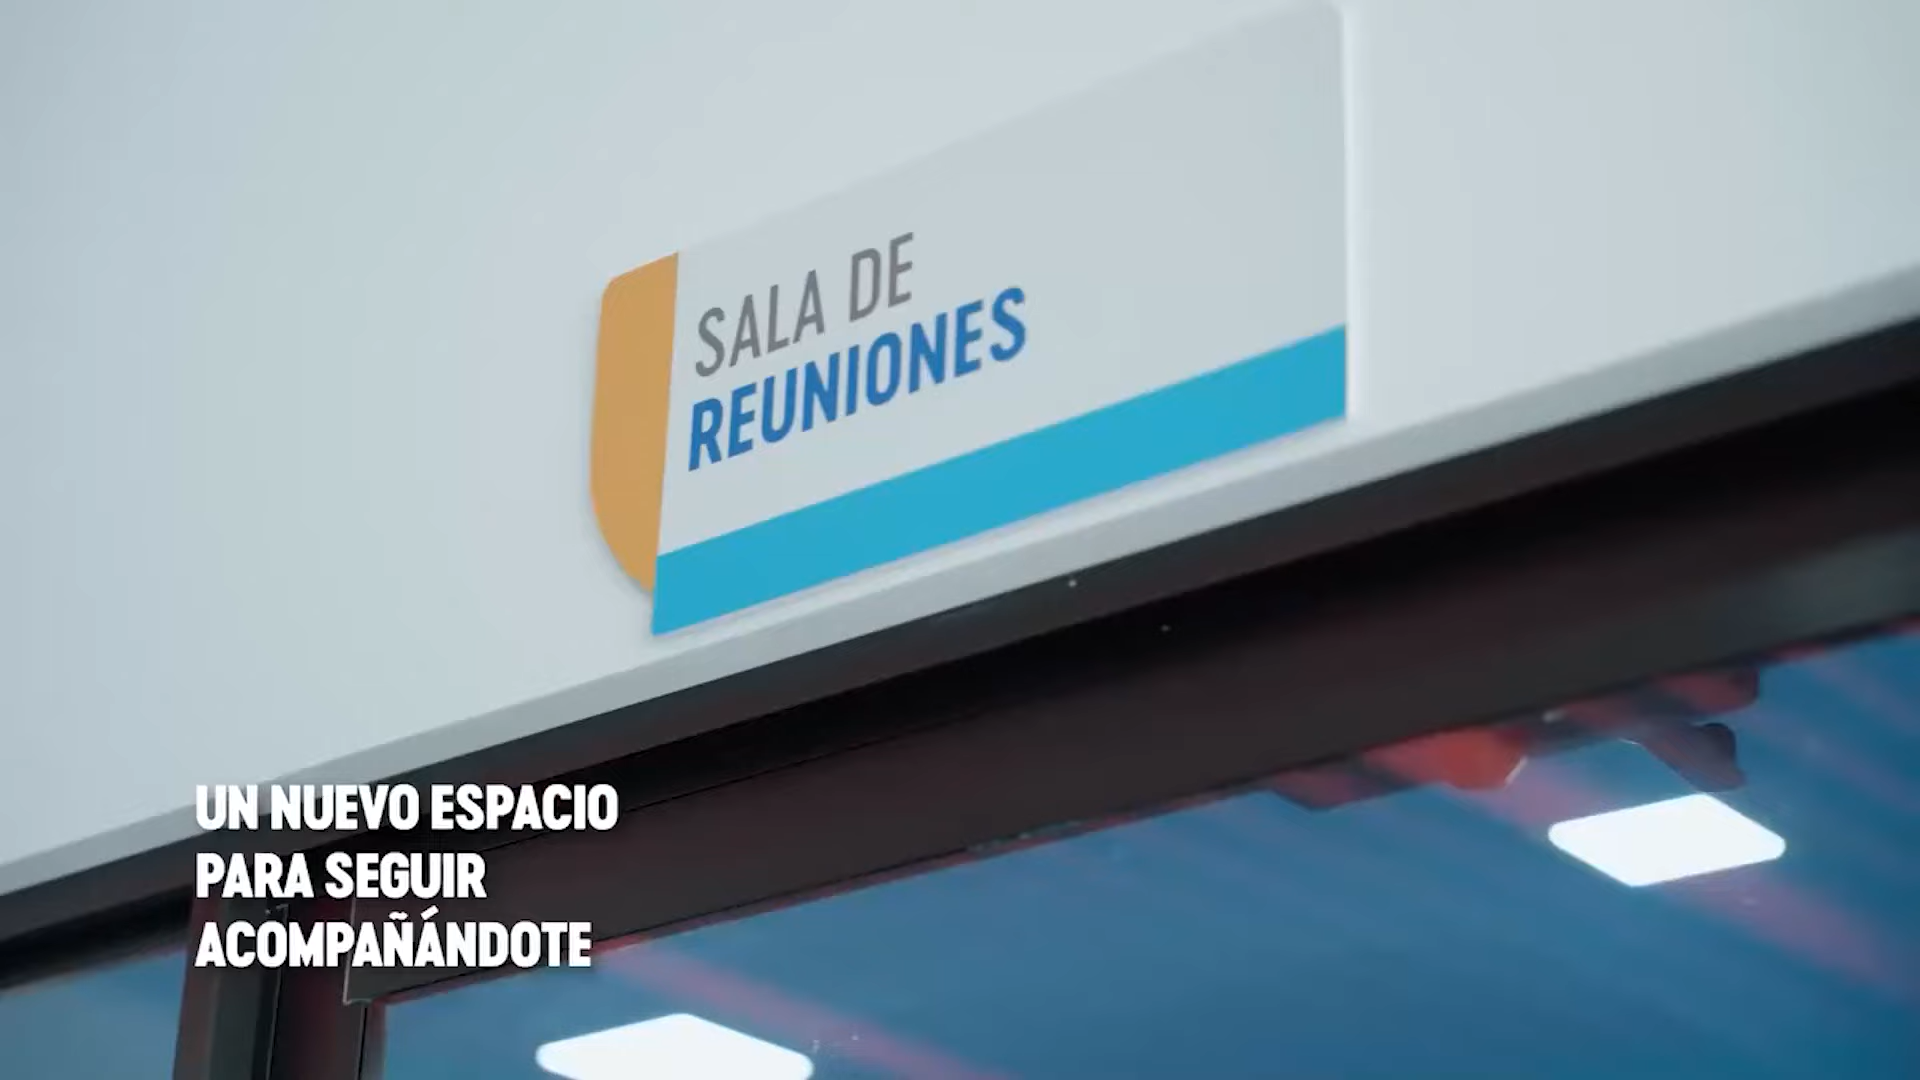 SALA DE
REUNIONES
UN NUEVO ESPACIO
PARA SEGUIR
ACOMPAÑÁNDOTE